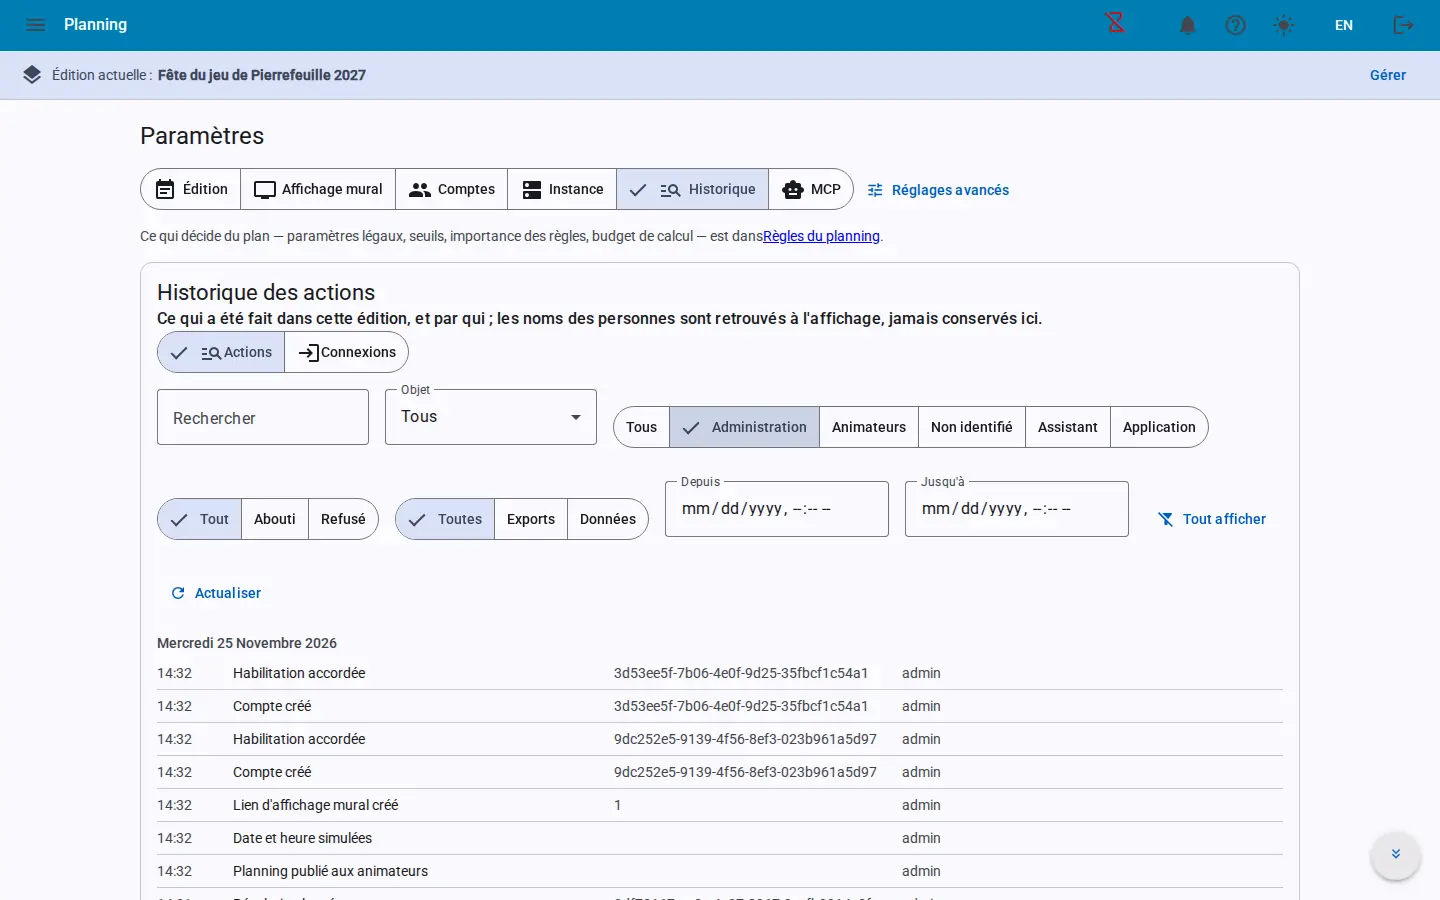 Planning
EN
Édition actuelle : Fête du jeu de Pierrefeuille 2027
Gérer
Paramètres
Édition
Affichage mural
Comptes
Instance
Historique
MCP
Réglages avancés
Ce qui décide du plan — paramètres légaux, seuils, importance des règles, budget de calcul — est dansRègles du planning.
Historique des actions
Ce qui a été fait dans cette édition, et par qui ; les noms des personnes sont retrouvés à l'affichage, jamais conservés ici.
Actions
Connexions
Rechercher
Objet
Tous
Tous
Administration
Animateurs
Non identifié
Assistant
Application
Tout
Abouti
Refusé
Toutes
Exports
Données
Depuis
mm/dd/yyyy, --:-- --
Jusqu'à
mm/dd/yyyy, --:-- --
Tout afficher
Actualiser
Mercredi 25 Novembre 2026
14:32 Habilitation accordée 3d53ee5f-7b06-4e0f-9d25-35fbcf1c54a1 admin
14:32 Compte créé 3d53ee5f-7b06-4e0f-9d25-35fbcf1c54a1 admin
14:32 Habilitation accordée 9dc252e5-9139-4f56-8ef3-023b961a5d97 admin
14:32 Compte créé 9dc252e5-9139-4f56-8ef3-023b961a5d97 admin
14:32 Lien d'affichage mural créé 1 admin
14:32 Date et heure simulées admin
14:32 Planning publié aux animateurs admin